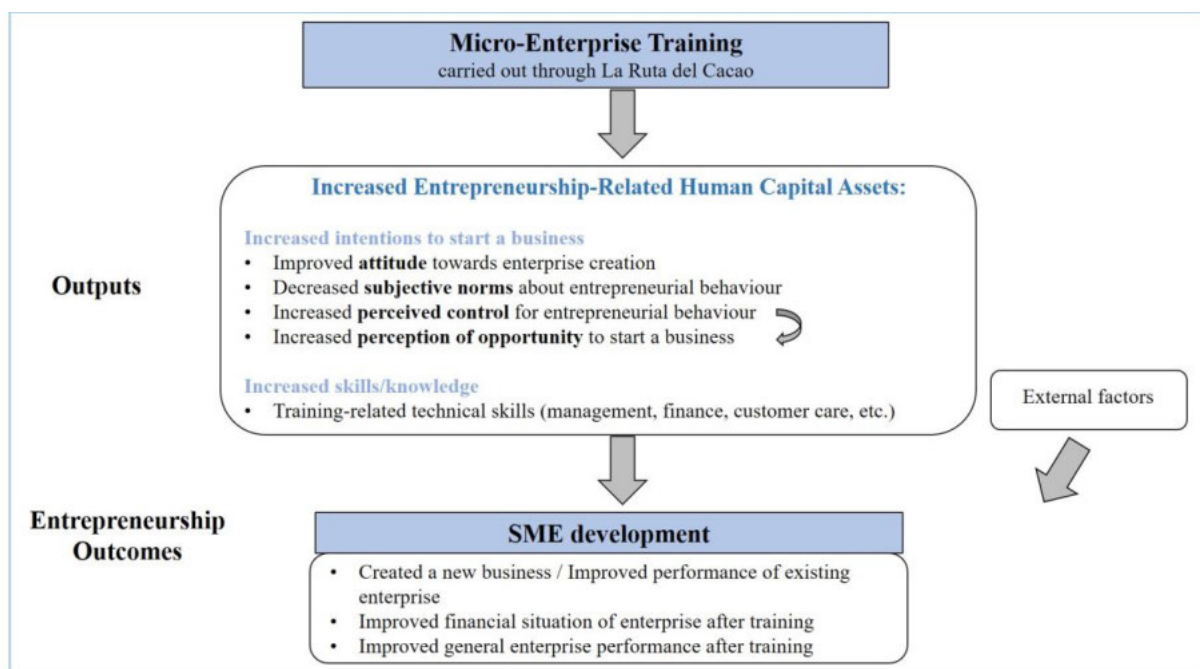 Micro-Enterprise Training
carried out through La Ruta del Cacao
Increased Entrepreneurship-Related Human Capital Assets:
Increased intentions to start a business
• Improved attitude towards enterprise creation
• Decreased subjective norms about entrepreneurial behaviour
• Increased perceived control for entrepreneurial behaviour
• Increased perception of opportunity to start a business
Outputs
Increased skills/knowledge
• Training-related technical skills (management, finance, customer care, etc.)
External factors
Entrepreneurship
Outcomes
SME development
• Created a new business / Improved performance of existing
enterprise
• Improved financial situation of enterprise after training
• Improved general enterprise performance after training